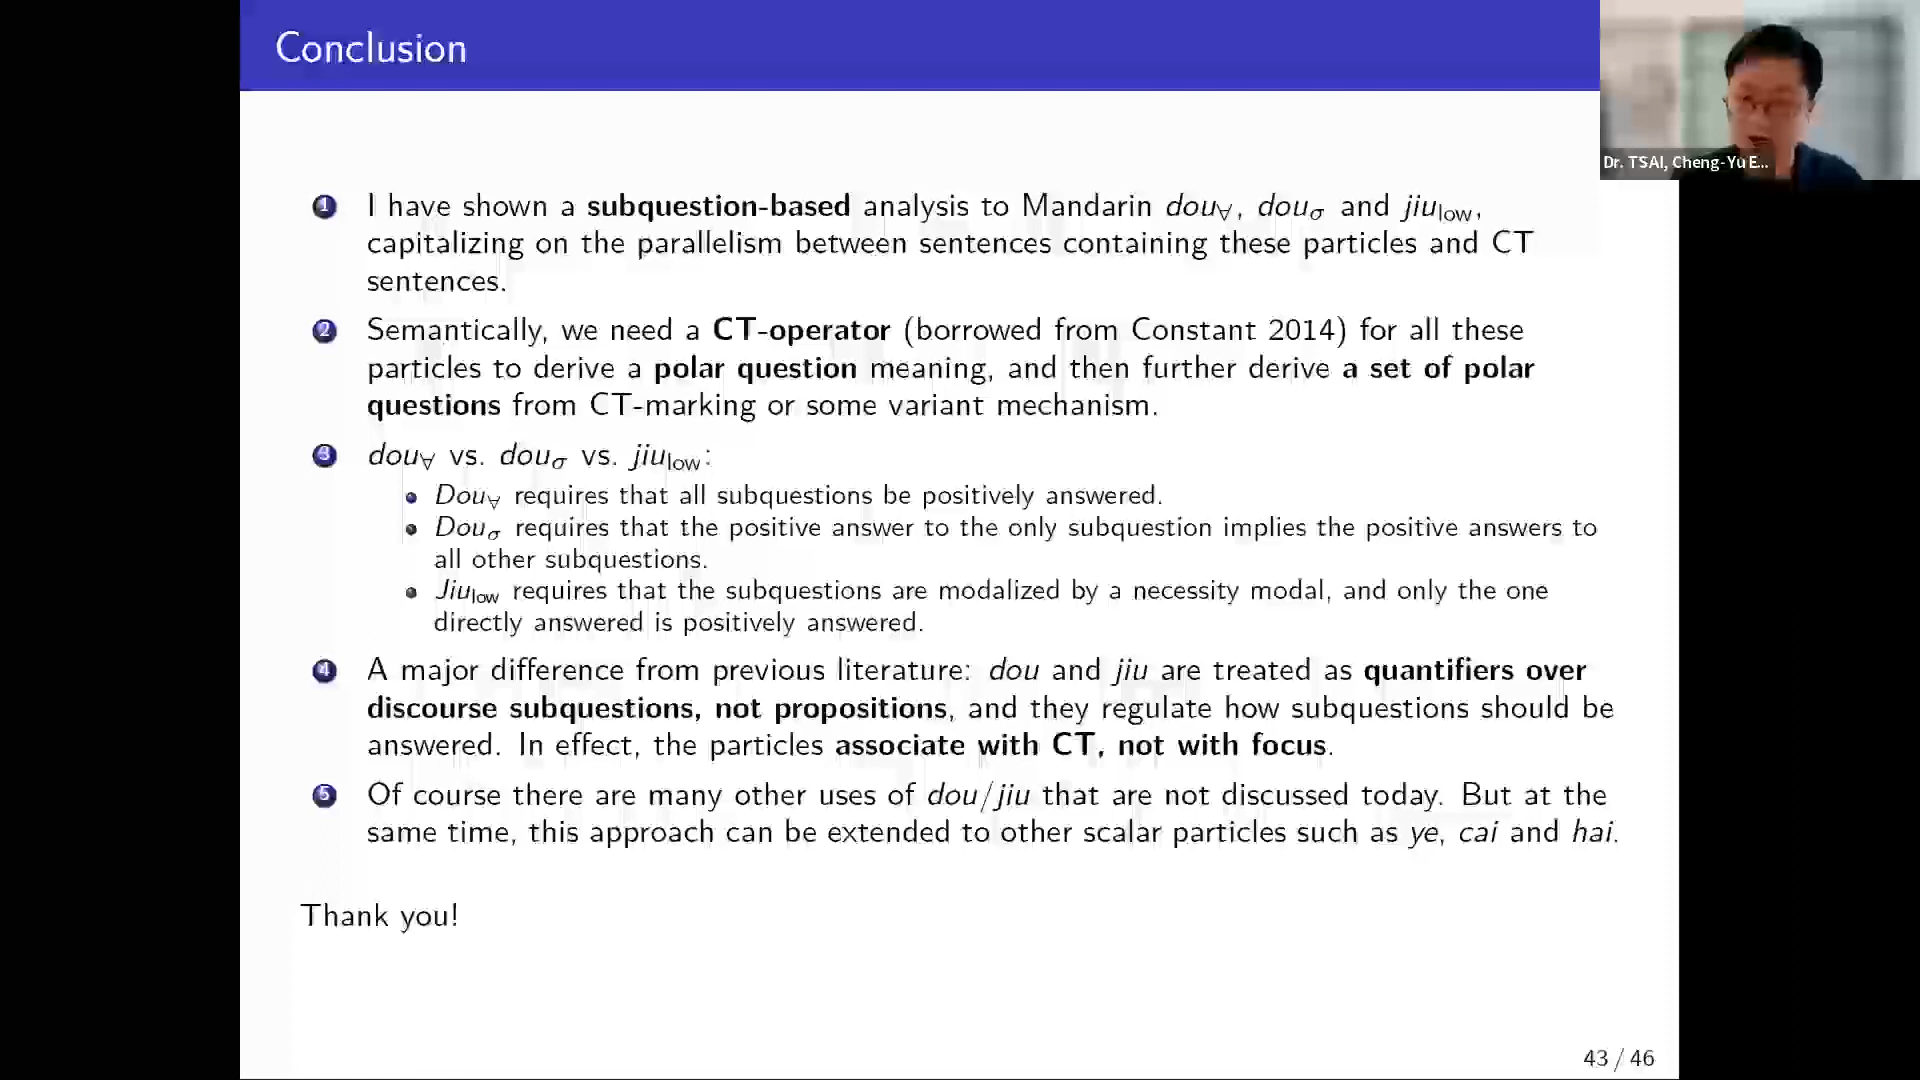 Conclusion
Dr. TSAI, Cheng-Yu E...
1 I have shown a subquestion-based analysis to Mandarin dou∀, douσ and jiulow,
capitalizing on the parallelism between sentences containing these particles and CT
sentences.
2 Semantically, we need a CT-operator (borrowed from Constant 2014) for all these
particles to derive a polar question meaning, and then further derive a set of polar
questions from CT-marking or some variant mechanism.
3 dou∀ vs. douσ vs. jiulow:
• Dou∀ requires that all subquestions be positively answered.
• Douσ requires that the positive answer to the only subquestion implies the positive answers to
all other subquestions.
• Jiulow requires that the subquestions are modalized by a necessity modal, and only the one
directly answered is positively answered.
4 A major difference from previous literature: dou and jiu are treated as quantifiers over
discourse subquestions, not propositions, and they regulate how subquestions should be
answered. In effect, the particles associate with CT, not with focus.
5 Of course there are many other uses of dou/jiu that are not discussed today. But at the
same time, this approach can be extended to other scalar particles such as ye, cai and hai.
Thank you!
43 / 46